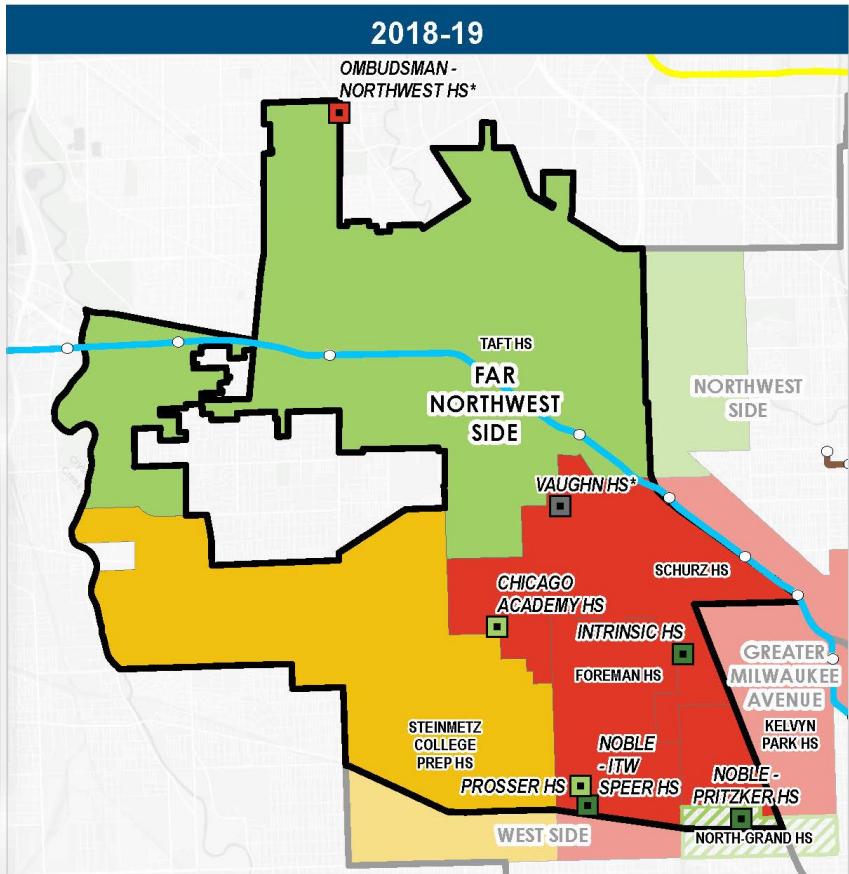 2018-19
OMBUDSMAN -
NORTHWEST HS*
TAFT HS
FAR
NORTHWEST
SIDE
NORTHWEST
SIDE
VAUGHN HS*
SCHURZ HS
CHICAGO
ACADEMY HS
INTRINSIC HS
FOREMAN HS
GREATER
MILWAUKEE
AVENUE
KELVYN
PARK HS
STEINMETZ
COLLEGE
PREP HS
NOBLE
- ITW
SPEER HS
PROSSER HS
NOBLE -
PRITZKER HS
WEST SIDE
NORTH-GRAND HS